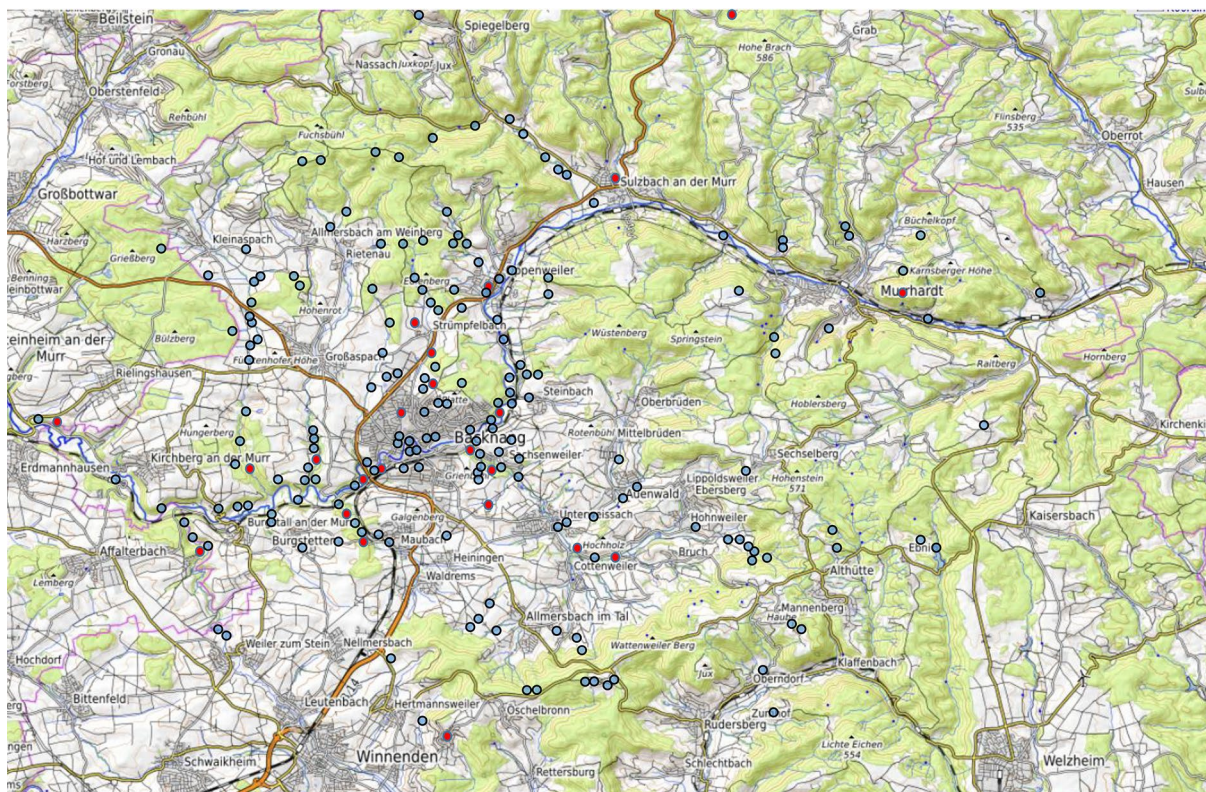 Beilstein
Spiegelberg
Grab
Gronau
Nassach
Juxkopf
Jux
Hohe Brach
586
Oberstenfeld
Rehbühl
Fuchsbühl
Flinsberg
535
Oberrot
Hof und Lembach
Großbottwar
Sulzbach an der Murr
Hausen
Harzberg
Kleinaspach
Allmersbach am Weinberg
Rietenau
Büchelkopf
Grießberg
Karnsberger Höhe
Murrhardt
Hohenrot
Strümpfelbach
Bülzberg
Wüstenberg
Springstein
Großaspach
Raitberg
Hornberg
Rielingshausen
Steinbach
Oberbrüden
Hoblersberg
Hungerberg
Backnang
Rotenbühl
Mittelbrüden
Erdmannhausen
Kirchberg an der Murr
Sachsenweiler
Sechselberg
Lippoldsweiler
Ebersberg
Hohenstein
571
Auenwald
Kaisersbach
Galgenberg
Unterweissach
Hohnweiler
Burgstall an der Murr
Burgstetten
Maubach
Affalterbach
Heiningen
Hochholz
Cottenweiler
Bruch
Ebni
Lemberg
Waldrems
Althütte
Allmersbach im Tal
Mannenberg
Haube
Weiler zum Stein
Nellmersbach
Wattenweiler Berg
Hochdorf
Klaffenbach
Jux
Oberndorf
Bittenfeld
Leutenbach
B 14
Hertmannsweiler
Öschelbronn
Rudersberg
Winnenden
Lichte Eichen
554
Schwaikheim
Rettersburg
Schlechtbach
Welzheim